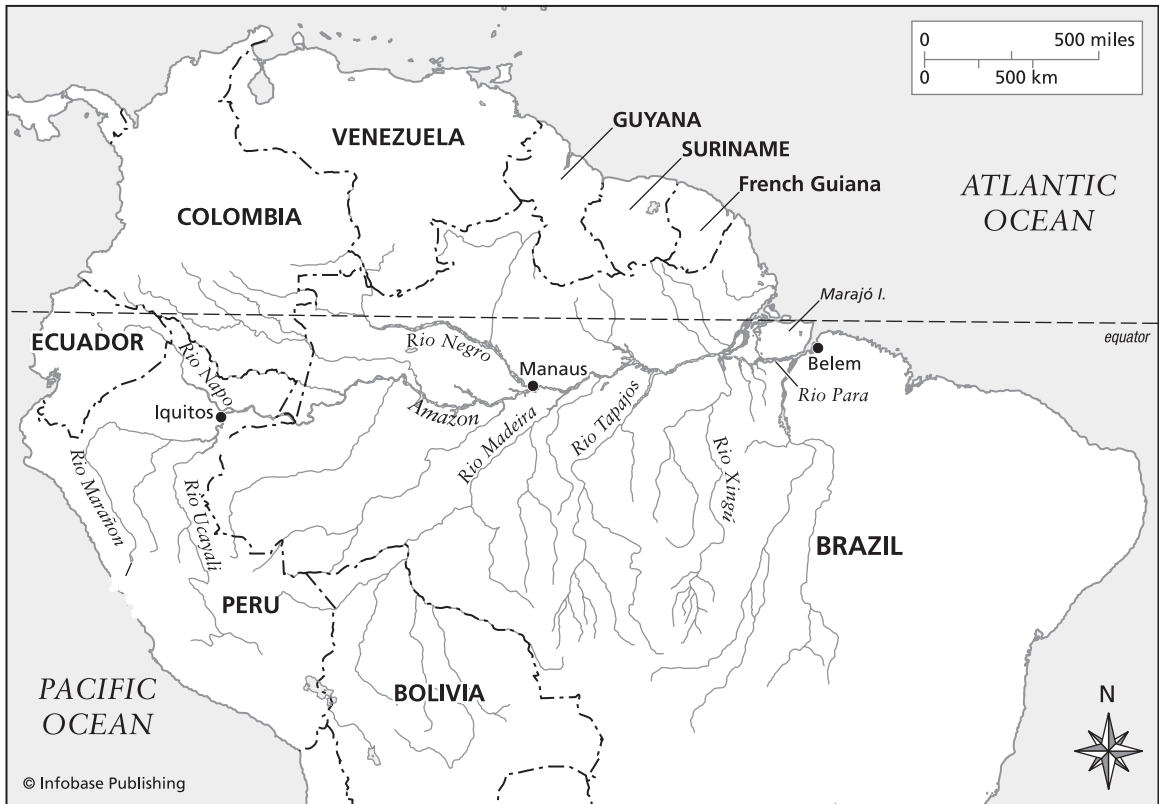 0 500 miles
0 500 km
GUYANA
VENEZUELA
SURINAME
French Guiana
ATLANTIC
OCEAN
COLOMBIA
Marajó I.
equator
ECUADOR
Rio Negro
Rio Napo
Manaus
Belem
Rio Para
Iquitos
Amazon
Rio Madeira
Rio Tapajos
Rio Xingú
Rio Marañon
Rio Ucayali
BRAZIL
PERU
BOLIVIA
PACIFIC
OCEAN
N
© Infobase Publishing